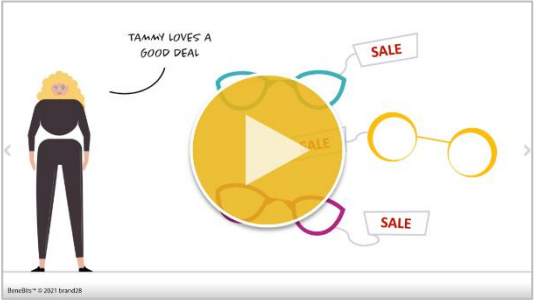 TAMMY LOVES A
GOOD DEAL
SALE
SALE
SALE
BeneBits™ © 2021 brand28